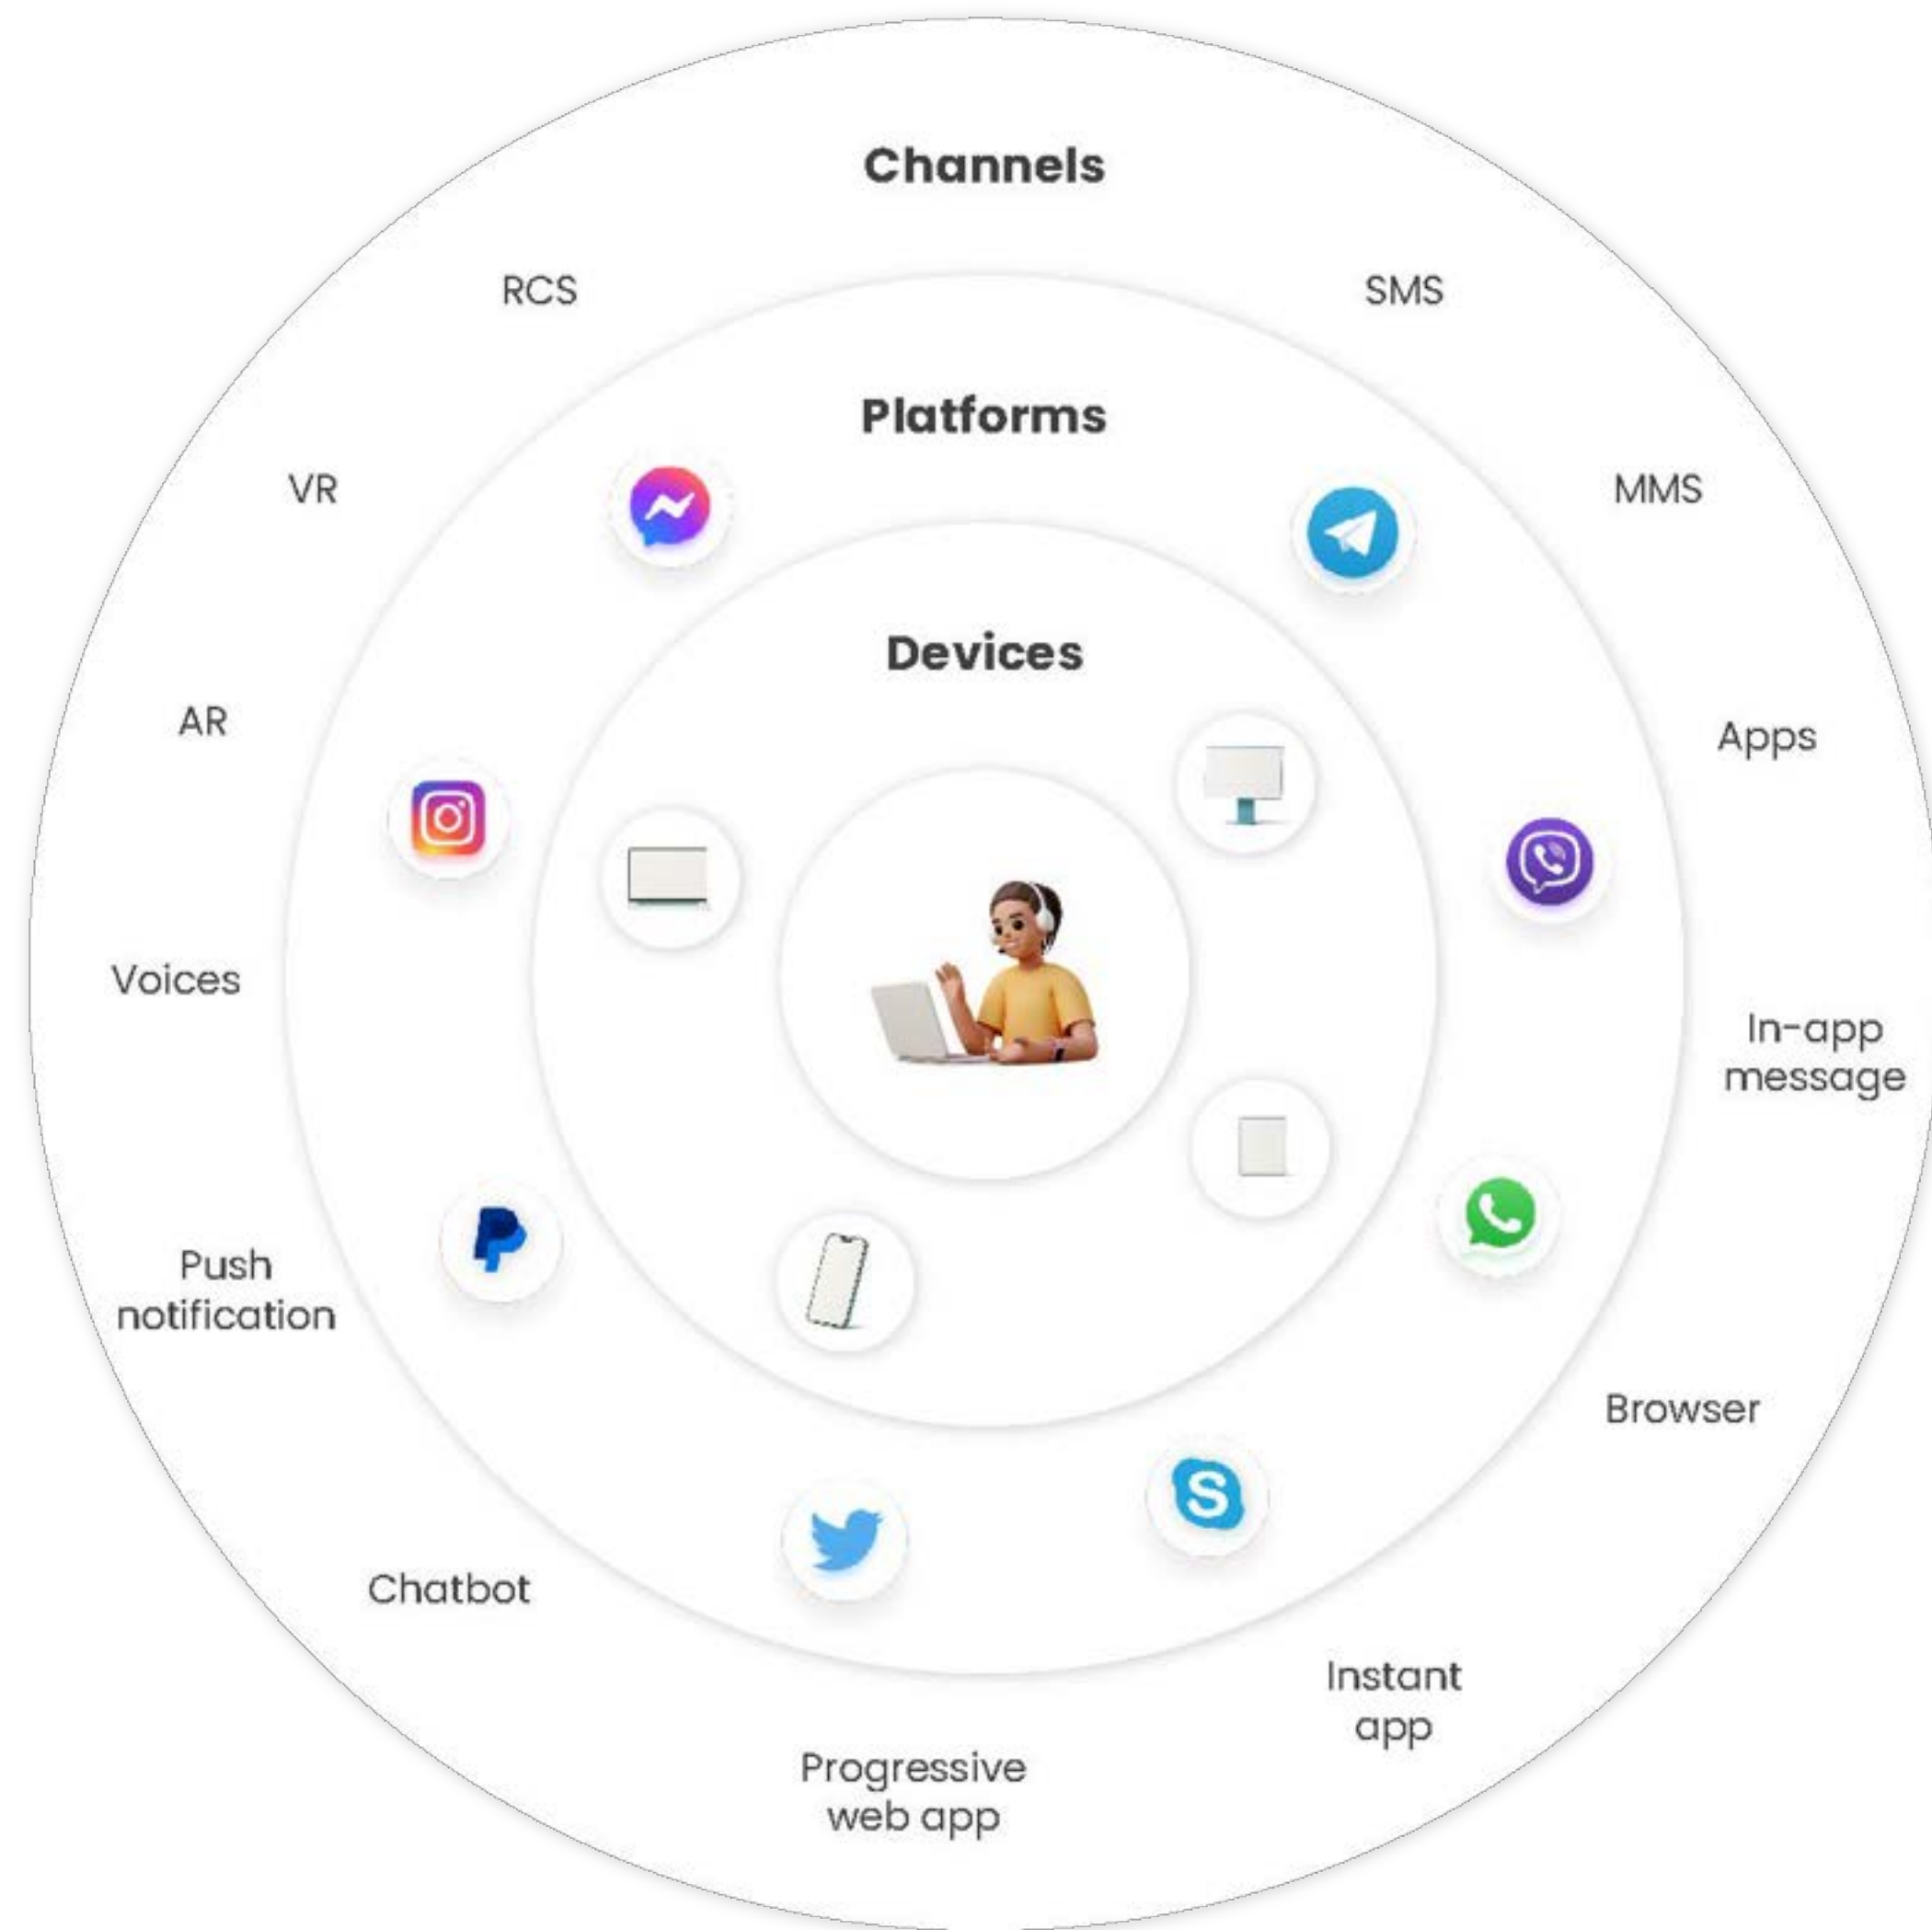 Channels
RCS
SMS
Platforms
VR
MMS
Devices
AR
Apps
Voices
In-app
message
Push
notification
Browser
Chatbot
Instant
app
Progressive
web app